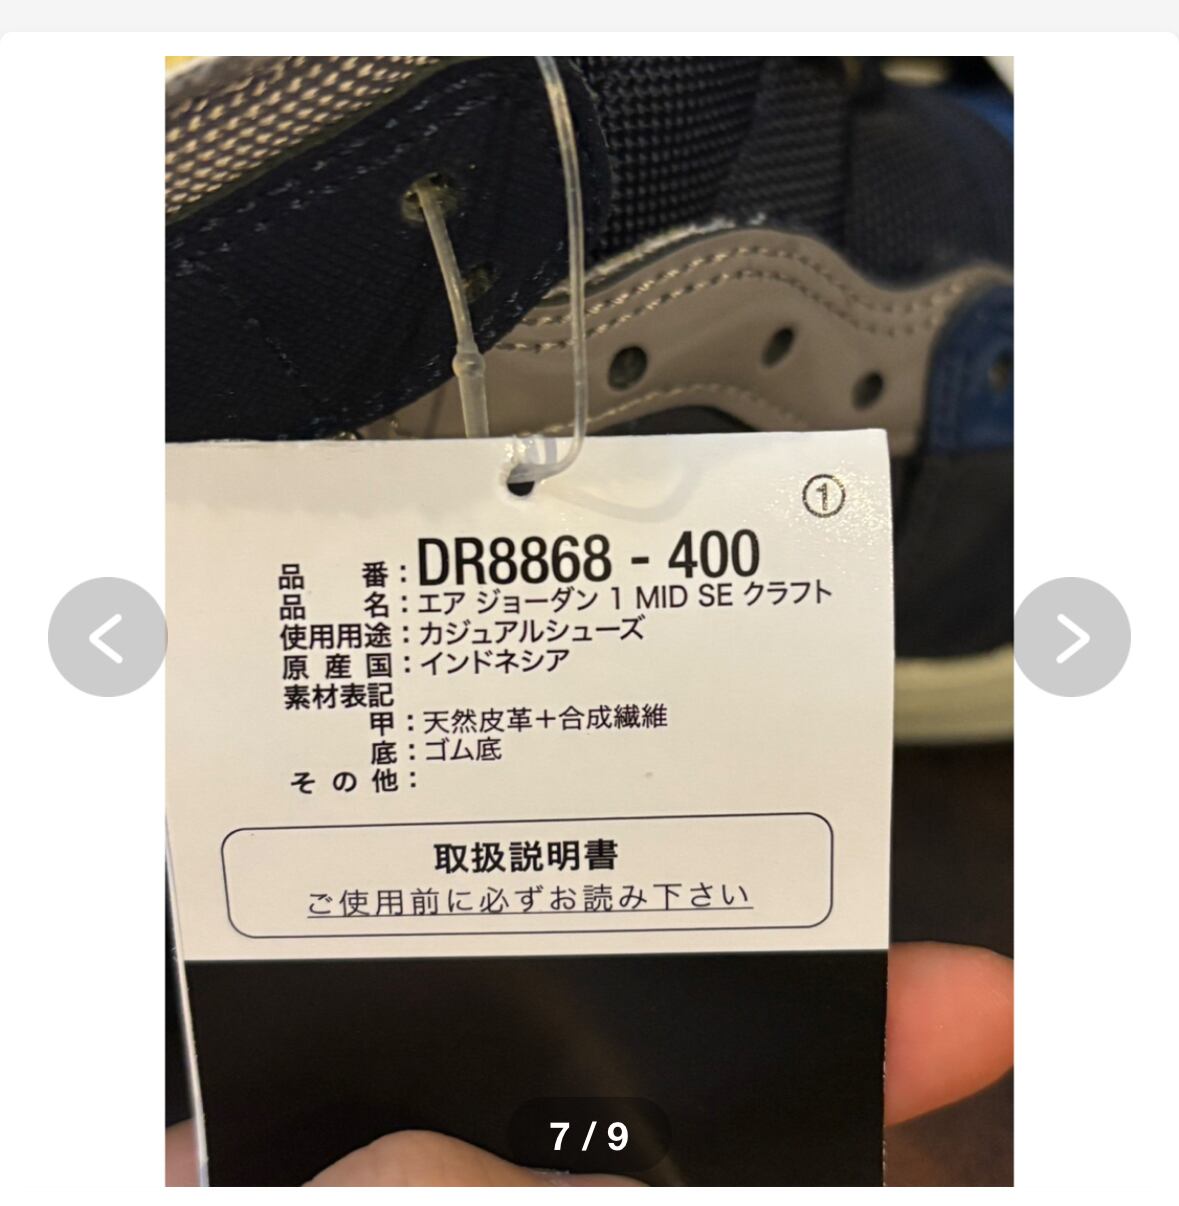 ①
品 番：DR8868 - 400
品 名：エア ジョーダン 1 MID SE クラフト
使用用途：カジュアルシューズ
原産国：インドネシア
素材表記
甲：天然皮革＋合成繊維
底：ゴム底
その他：
取扱説明書
ご使用前に必ずお読み下さい
7 / 9